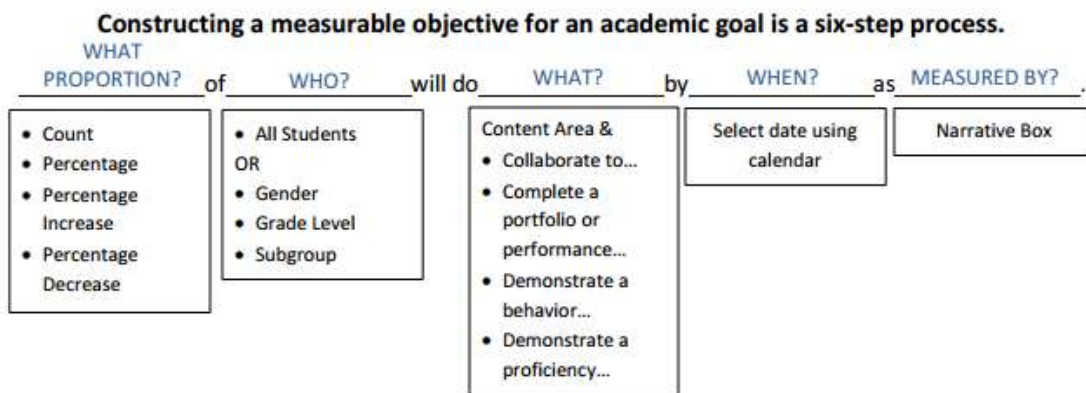 Constructing a measurable objective for an academic goal is a six-step process.
WHAT
PROPORTION? of WHO? will do WHAT? by WHEN? as MEASURED BY? .
• Count
• Percentage
• Percentage
Increase
• Percentage
Decrease
• All Students
OR
• Gender
• Grade Level
• Subgroup
Content Area &
• Collaborate to...
• Complete a
portfolio or
performance...
• Demonstrate a
behavior...
• Demonstrate a
proficiency...
Select date using
calendar
Narrative Box